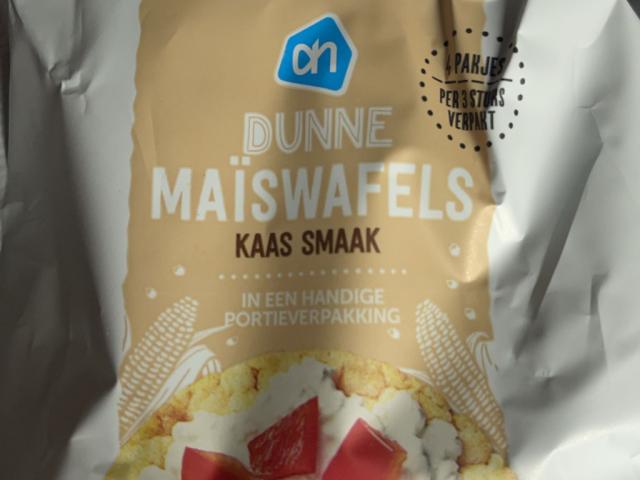 ah
4 PAKJES
PER 3 STUKS
VERPAKT
DUNNE
MAÏSWAFELS
KAAS SMAAK
IN EEN HANDIGE
PORTIEVERPAKKING